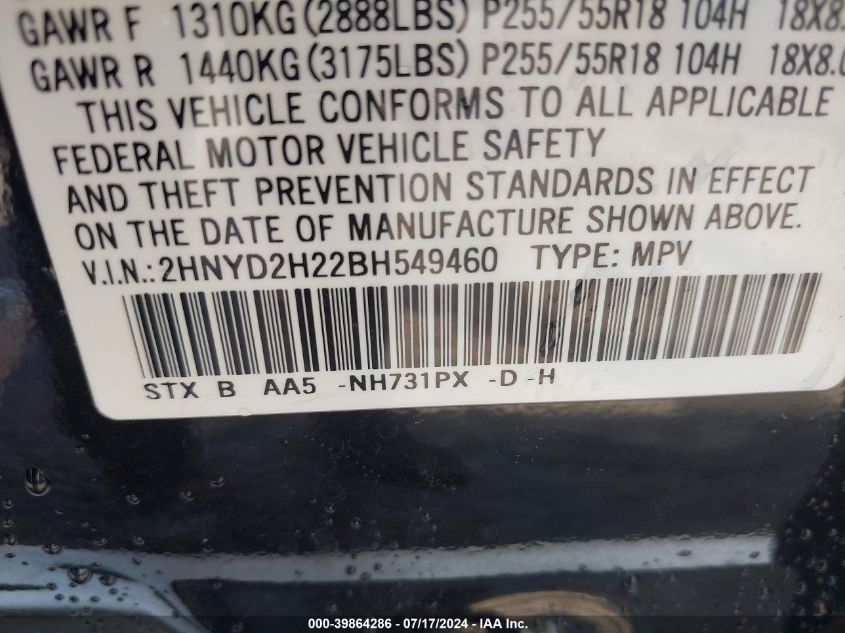 GAWR F 1310KG (2888LBS) P255/55R18 104H 18X8.
GAWR R 1440KG (3175LBS) P255/55R18 104H 18X8.0
THIS VEHICLE CONFORMS TO ALL APPLICABLE
FEDERAL MOTOR VEHICLE SAFETY
AND THEFT PREVENTION STANDARDS IN EFFECT
ON THE DATE OF MANUFACTURE SHOWN ABOVE.
V.I.N.: 2HNYD2H22BH549460 TYPE: MPV
STX B AA5 -NH731PX -D -H
000-39864286 / 07/17/2024 / IAA Inc.